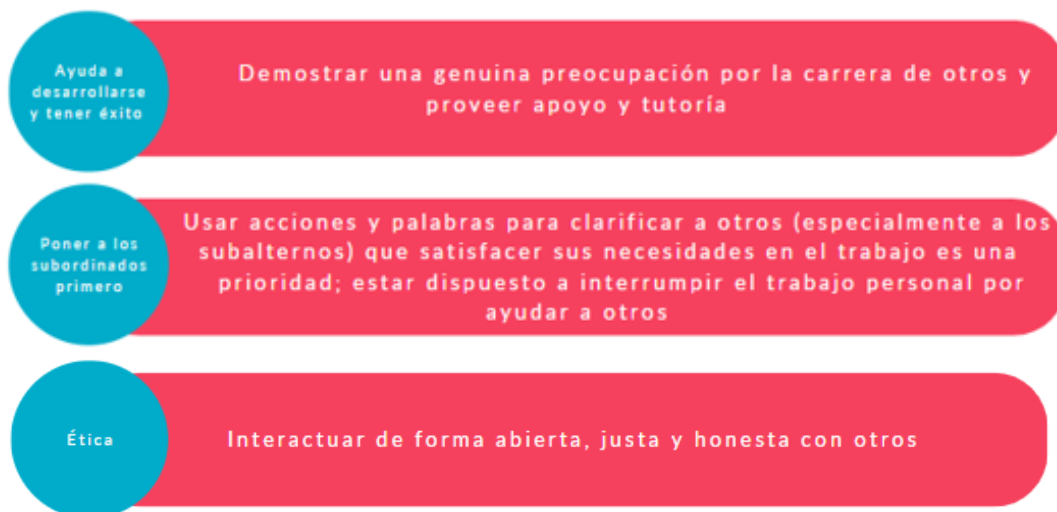 Ayuda a
desarrollarse
y tener éxito
Demostrar una genuina preocupación por la carrera de otros y
proveer apoyo y tutoría
Poner a los
subordinados
primero
Usar acciones y palabras para clarificar a otros (especialmente a los
subalternos) que satisfacer sus necesidades en el trabajo es una
prioridad; estar dispuesto a interrumpir el trabajo personal por
ayudar a otros
Ética
Interactuar de forma abierta, justa y honesta con otros